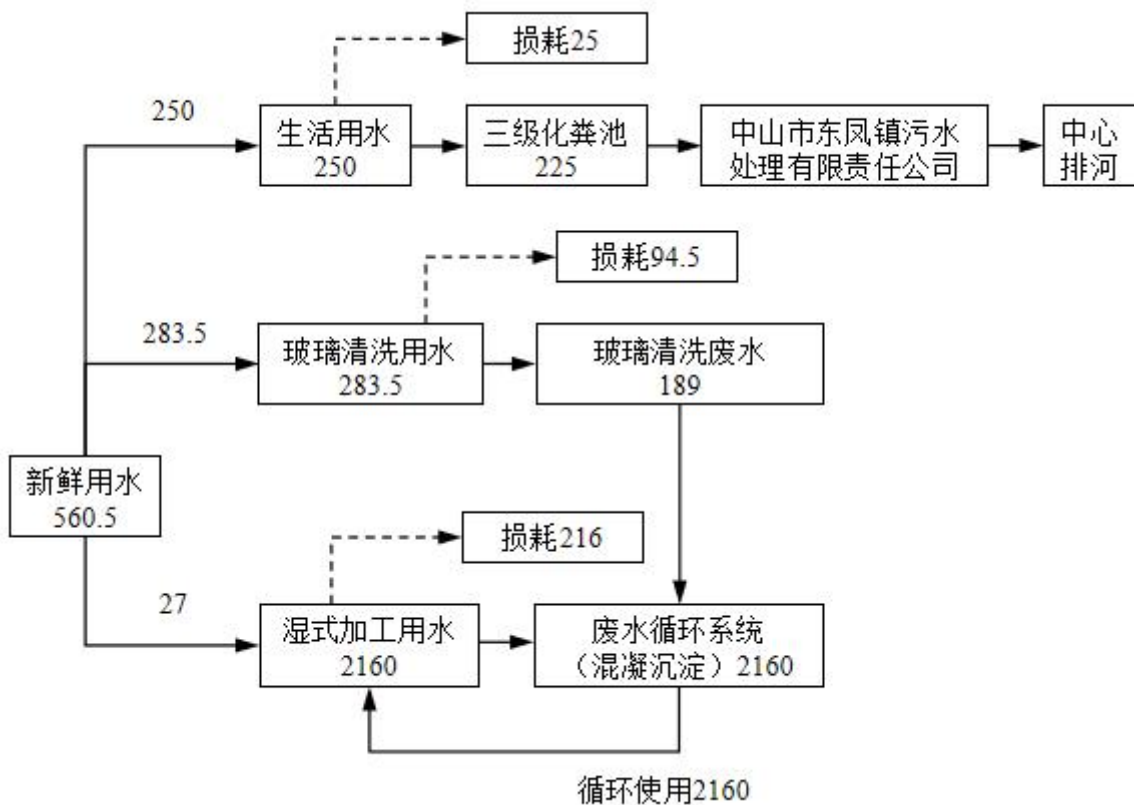 损耗25
250
生活用水
250
三级化粪池
225
中山市东凤镇污水
处理有限责任公司
中心
排河
损耗94.5
283.5
玻璃清洗用水
283.5
玻璃清洗废水
189
新鲜用水
560.5
损耗216
27
湿式加工用水
2160
废水循环系统
（混凝沉淀）2160
循环使用2160